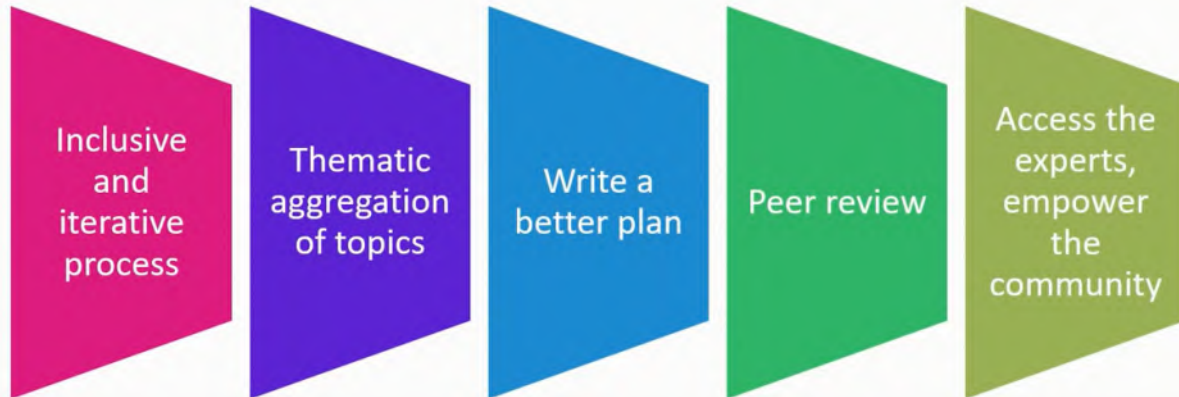 Inclusive
and
iterative
process
Thematic
aggregation
of topics
Write a
better plan
Peer review
Access the
experts,
empower
the
community